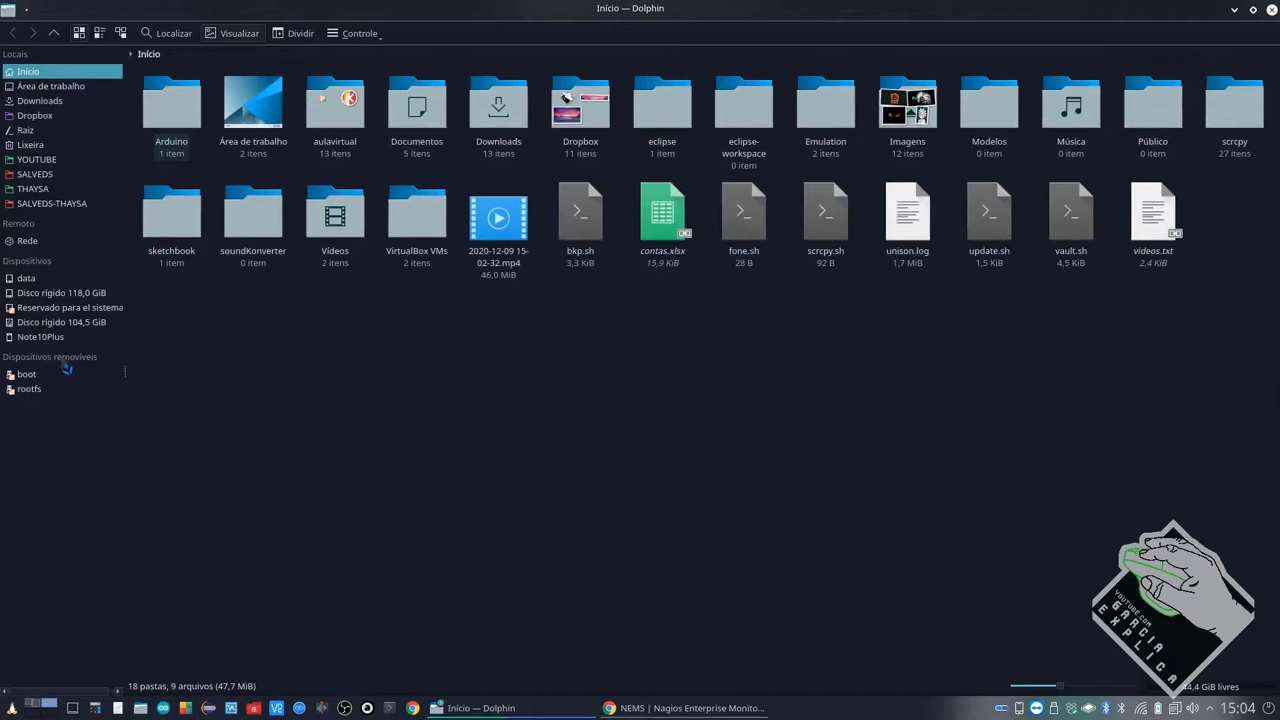 Início — Dolphin
Localizar Visualizar Dividir Controle
Locais
Início
Área de trabalho
Downloads
Dropbox
Raiz
Lixeira
YOUTUBE
SALVEDS
THAYSA
SALVEDS-THAYSA
Remoto
Rede
Dispositivos
data
Disco rígido 118,0 GiB
Reservado para el sistema
Disco rígido 104,5 GiB
Note10Plus
Dispositivos removíveis
boot
rootfs
Início
Arduino
1 item
Área de trabalho
2 itens
aulavirtual
13 itens
Documentos
5 itens
Downloads
13 itens
Dropbox
11 itens
eclipse
1 item
eclipse-
workspace
0 item
Emulation
2 itens
Imagens
12 itens
Modelos
0 item
Música
0 item
Público
0 item
scrcpy
27 itens
sketchbook
1 item
soundKonverter
0 item
Vídeos
2 itens
VirtualBox VMs
2 itens
2020-12-09 15-
02-32.mp4
46,0 MiB
bkp.sh
3,3 KiB
contas.xlsx
15,9 KiB
fone.sh
28 B
scrcpy.sh
92 B
unison.log
1,7 MiB
update.sh
1,5 KiB
vault.sh
4,5 KiB
videos.txt
2,4 KiB
YOUTUBE.COM
GARCIA
EXPLICA
18 pastas, 9 arquivos (47,7 MiB)
44,4 GiB livres
Início — Dolphin
NEMS | Nagios Enterprise Monito...
15:04